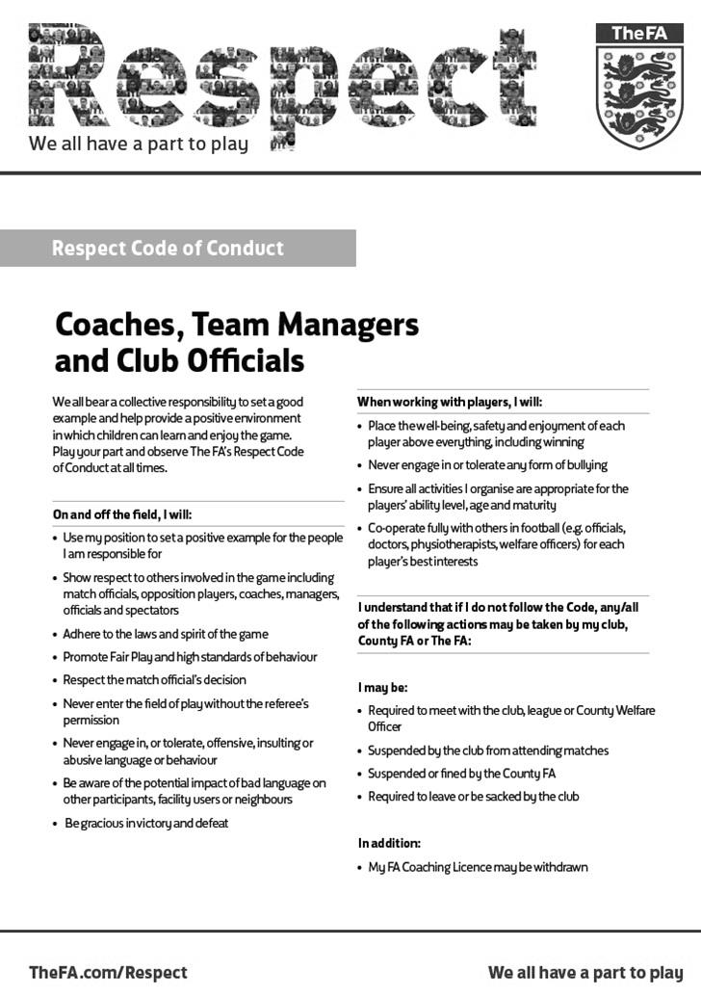 Respect
TheFA
We all have a part to play
Respect Code of Conduct
Coaches, Team Managers
and Club Officials
We all bear a collective responsibility to set a good
example and help provide a positive environment
in which children can learn and enjoy the game.
Play your part and observe The FA's Respect Code
of Conduct at all times.
On and off the field, I will:
• Use my position to set a positive example for the people
I am responsible for
• Show respect to others involved in the game including
match officials, opposition players, coaches, managers,
officials and spectators
• Adhere to the laws and spirit of the game
• Promote Fair Play and high standards of behaviour
• Respect the match official's decision
• Never enter the field of play without the referee's
permission
• Never engage in, or tolerate, offensive, insulting or
abusive language or behaviour
• Be aware of the potential impact of bad language on
other participants, facility users or neighbours
• Be gracious in victory and defeat
When working with players, I will:
• Place the well-being, safety and enjoyment of each
player above everything, including winning
• Never engage in or tolerate any form of bullying
• Ensure all activities I organise are appropriate for the
players' ability level, age and maturity
• Co-operate fully with others in football (e.g. officials,
doctors, physiotherapists, welfare officers) for each
player's best interests
I understand that if I do not follow the Code, any/all
of the following actions may be taken by my club,
County FA or The FA:
I may be:
• Required to meet with the club, league or County Welfare
Officer
• Suspended by the club from attending matches
• Suspended or fined by the County FA
• Required to leave or be sacked by the club
In addition:
• My FA Coaching Licence may be withdrawn
TheFA.com/Respect
We all have a part to play